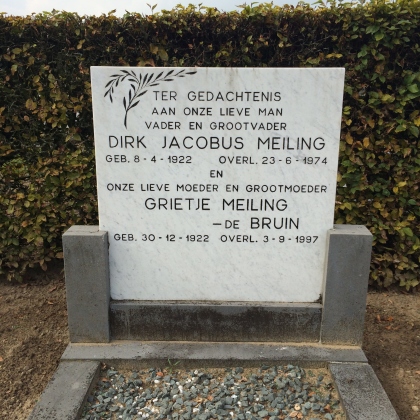 TER GEDACHTENIS
AAN ONZE LIEVE MAN
VADER EN GROOTVADER
DIRK JACOBUS MEILING
GEB. 8-4-1922 OVERL. 23-6-1974
EN
ONZE LIEVE MOEDER EN GROOTMOEDER
GRIETJE MEILING
-DE BRUIN
GEB. 30-12-1922 OVERL. 3-9-1997